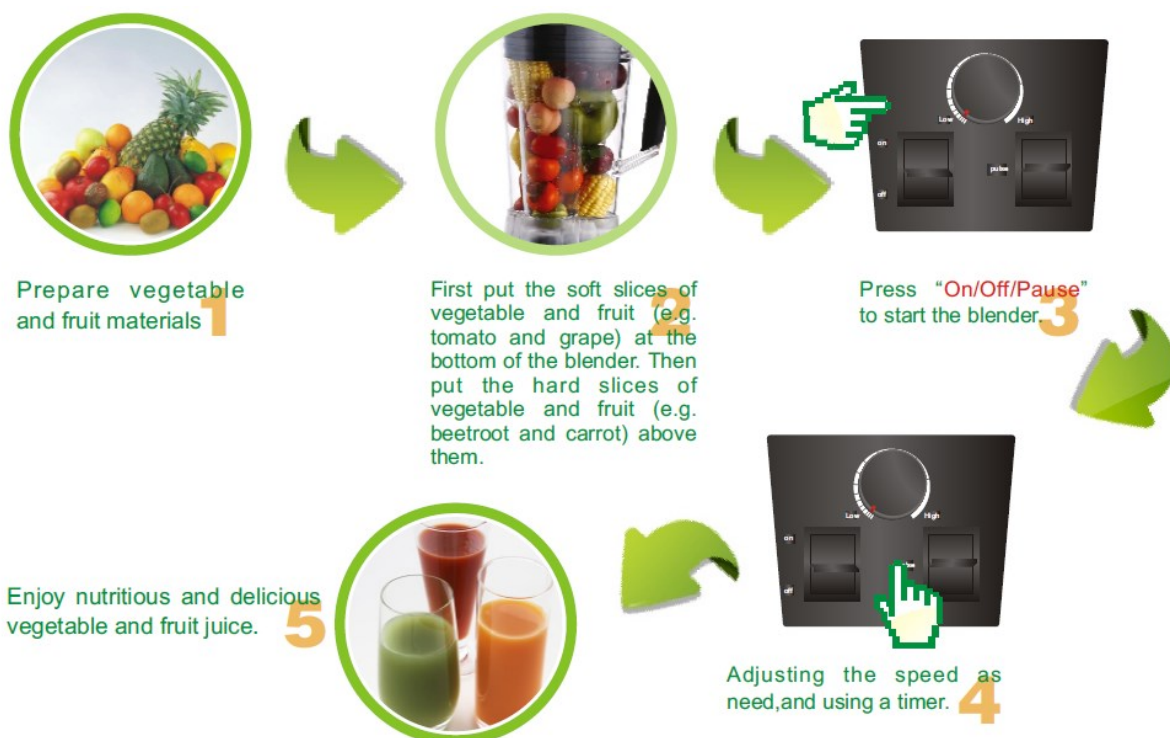 Prepare vegetable
and fruit materials
1
First put the soft slices of
vegetable and fruit (e.g.
tomato and grape) at the
bottom of the blender. Then
put the hard slices of
vegetable and fruit (e.g.
beetroot and carrot) above
them.
2
Low
High
on
pulse
off
Press “On/Off/Pause”
to start the blender.
3
Low
High
on
off
Adjusting the speed as
need,and using a timer.
4
Enjoy nutritious and delicious
vegetable and fruit juice.
5